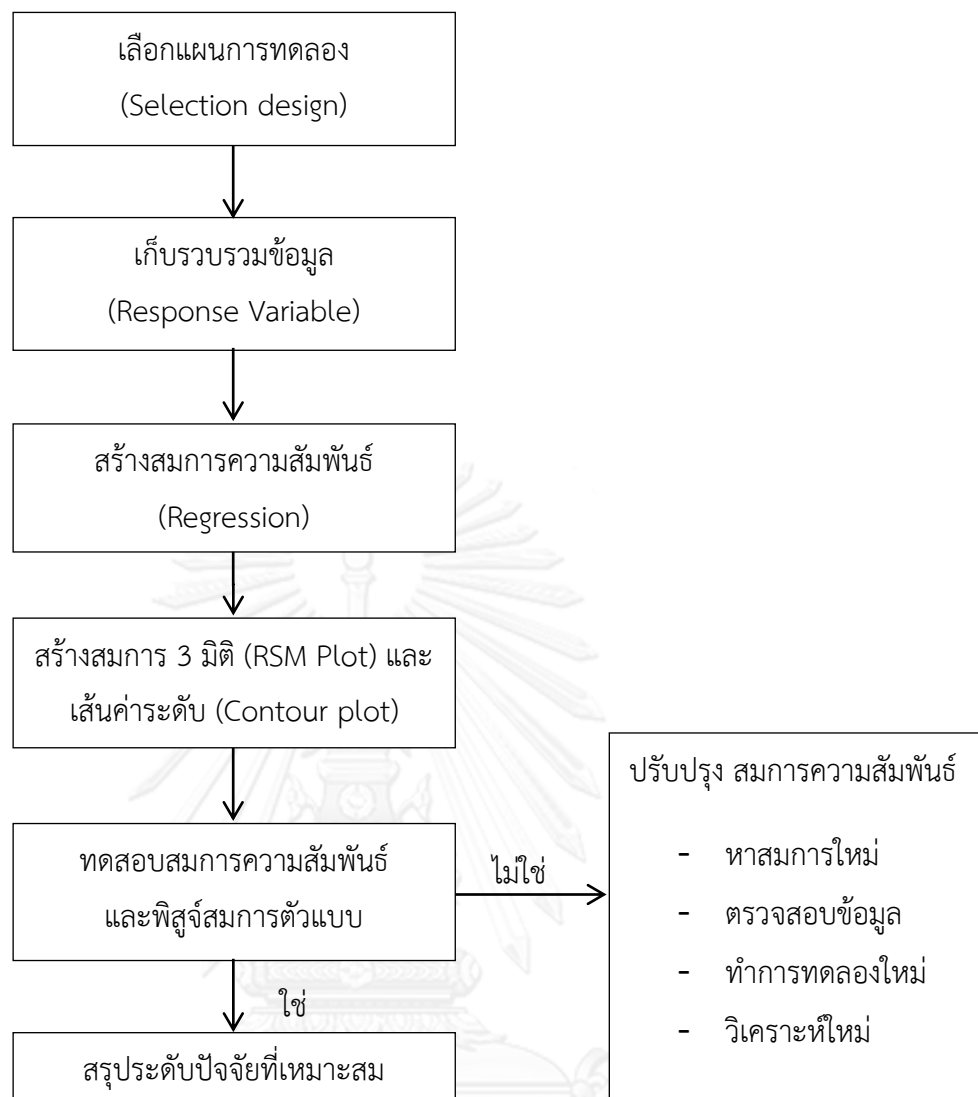 เลือกแผนการทดลอง
(Selection design)
เก็บรวบรวมข้อมูล
(Response Variable)
สร้างสมการความสัมพันธ์
(Regression)
สร้างสมการ 3 มิติ (RSM Plot) และ
เส้นค่าระดับ (Contour plot)
ทดสอบสมการความสัมพันธ์
และพิสูจน์สมการตัวแบบ
ไม่ใช่
ปรับปรุง สมการความสัมพันธ์
- หาสมการใหม่
- ตรวจสอบข้อมูล
- ทำการทดลองใหม่
- วิเคราะห์ใหม่
ใช่
สรุประดับปัจจัยที่เหมาะสม